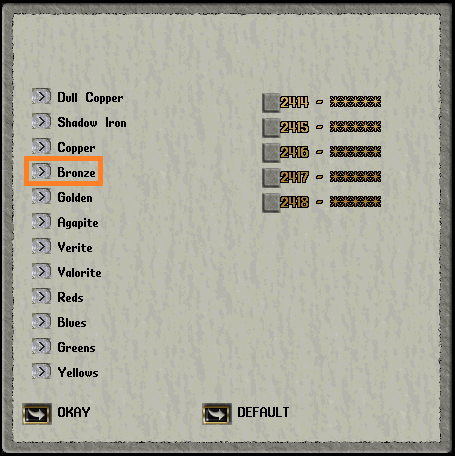 Dull Copper
Shadow Iron
Copper
Bronze
Golden
Agapite
Verite
Valorite
Reds
Blues
Greens
Yellows
2414 - *****
2415 - *****
2416 - *****
2417 - *****
2418 - *****
OKAY
DEFAULT